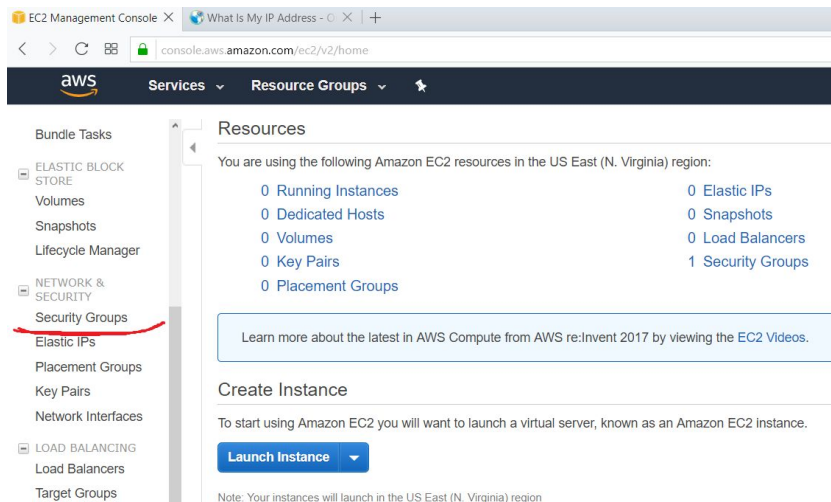 EC2 Management Console
What Is My IP Address - O
console.aws.amazon.com/ec2/v2/home
aws
Services
Resource Groups
Bundle Tasks
ELASTIC BLOCK
STORE
Volumes
Snapshots
Lifecycle Manager
NETWORK &
SECURITY
Security Groups
Elastic IPs
Placement Groups
Key Pairs
Network Interfaces
LOAD BALANCING
Load Balancers
Target Groups
Resources
You are using the following Amazon EC2 resources in the US East (N. Virginia) region:
0 Running Instances
0 Dedicated Hosts
0 Volumes
0 Key Pairs
0 Placement Groups
0 Elastic IPs
0 Snapshots
0 Load Balancers
1 Security Groups
Learn more about the latest in AWS Compute from AWS re:Invent 2017 by viewing the EC2 Videos.
Create Instance
To start using Amazon EC2 you will want to launch a virtual server, known as an Amazon EC2 instance.
Launch Instance
Note: Your instances will launch in the US East (N. Virginia) region